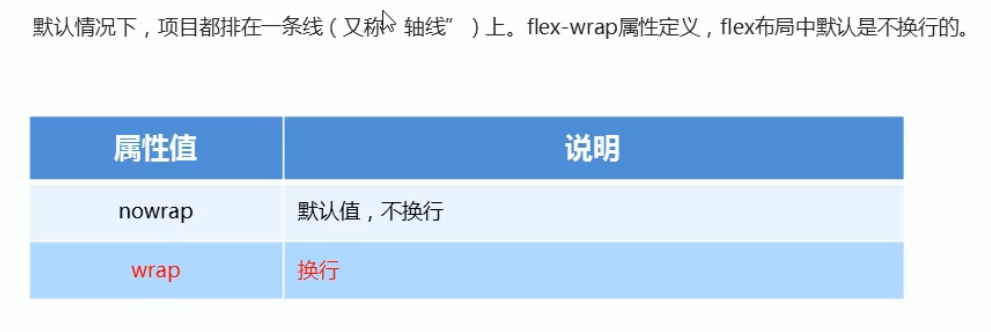 默认情况下，项目都排在一条线（又称”轴线”）上。flex-wrap属性定义，flex布局中默认是不换行的。
属性值 说明
nowrap 默认值，不换行
wrap 换行